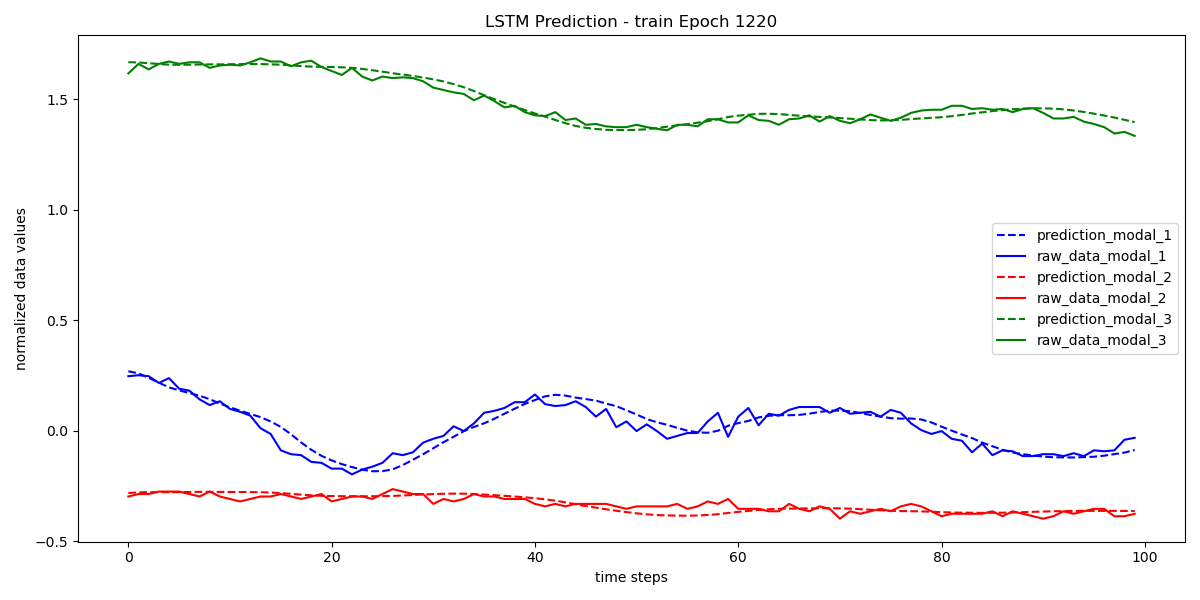 LSTM Prediction - train Epoch 1220
normalized data values
1.5
1.0
0.5
0.0
−0.5
prediction_modal_1
raw_data_modal_1
prediction_modal_2
raw_data_modal_2
prediction_modal_3
raw_data_modal_3
0 20 40 60 80 100
time steps